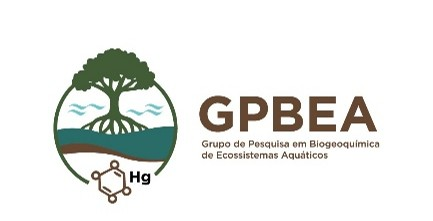 GPBEA
Grupo de Pesquisa em Biogeoquímica
de Ecossistemas Aquáticos
Hg